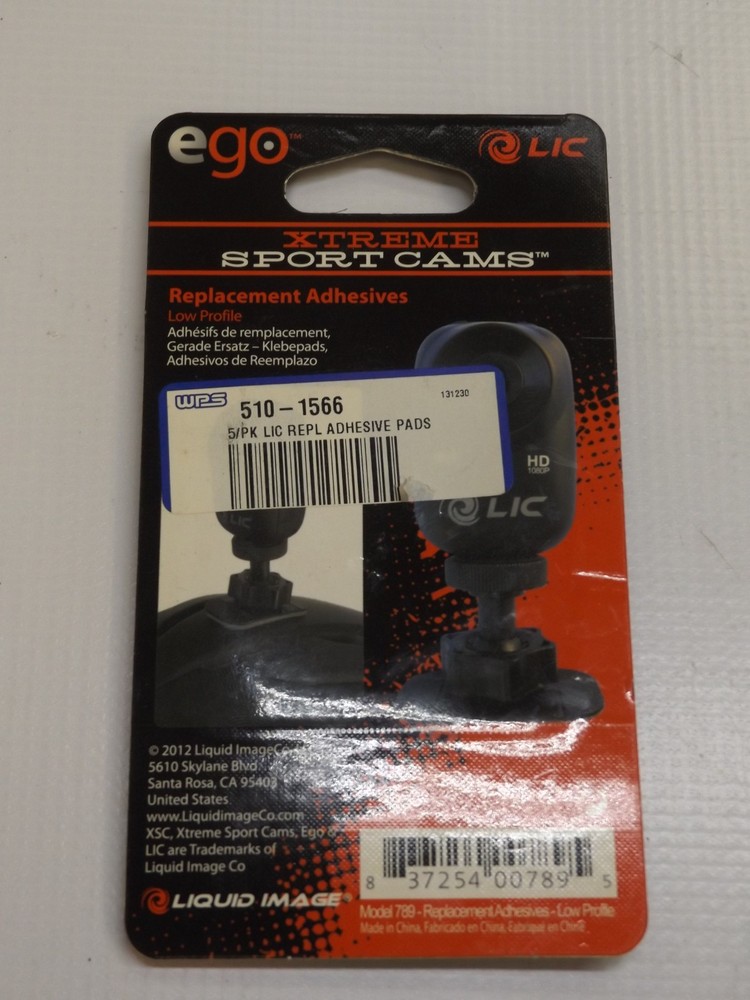 ego™
LIC
XTREME
SPORT CAMS™
Replacement Adhesives
Low Profile
Adhésifs de remplacement,
Gerade Ersatz – Klebepads,
Adhesivos de Reemplazo
WPS 510-1566 131230
5/PK LIC REPL ADHESIVE PADS
HD
1080P
LIC
LIC
© 2012 Liquid Image Co
5610 Skylane Blvd
Santa Rosa, CA 95403
United States
www.LiquidimageCo.com
XSC, Xtreme Sport Cams, Ego &
LIC are Trademarks of
Liquid Image Co
LIQUID IMAGE®
8 37254 00789 5
Model 789 - Replacement Adhesives - Low Profile
Made in China, Fabricado en China, Fabriqué en Chine